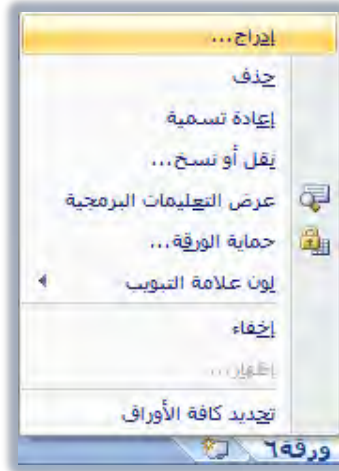 إدراج...
حذف
إعادة تسمية
نقل أو نسخ...
عرض التعليمات البرمجية
حماية الورقة...
لون علامة التبويب
إخفاء
إظهار...
تحديد كافة الأوراق
ورقة٦